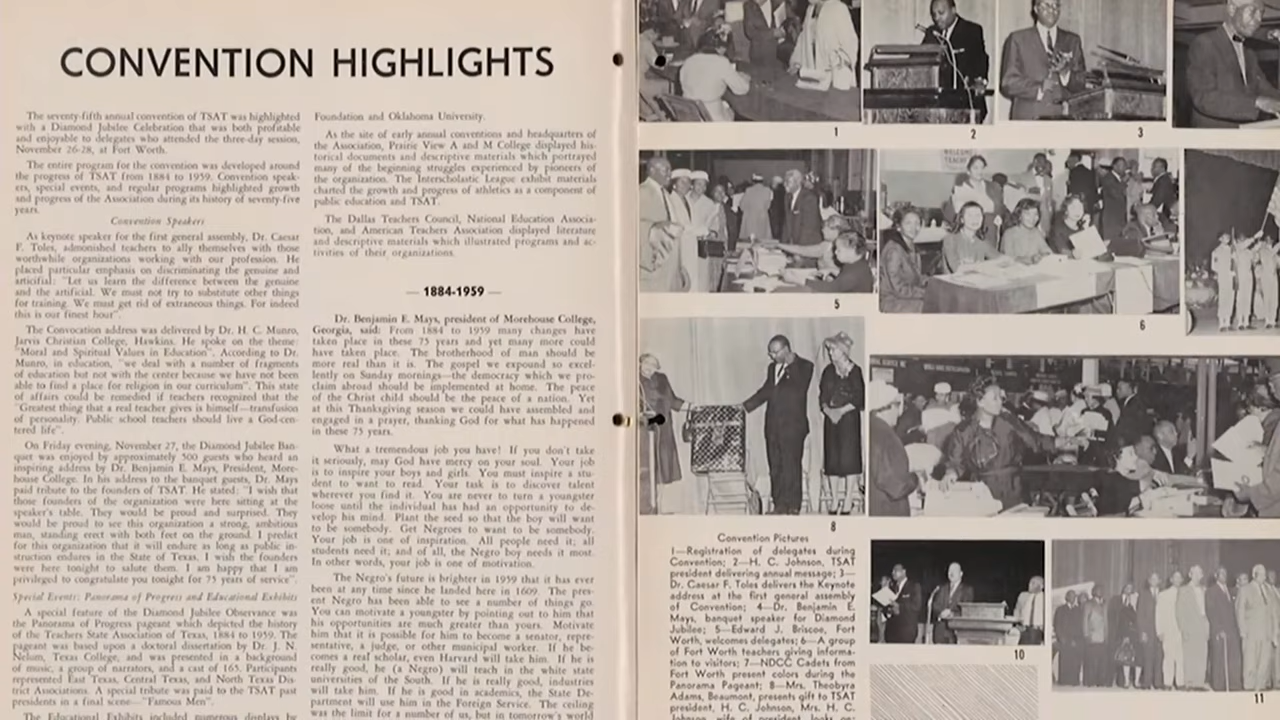 CONVENTION HIGHLIGHTS
The seventy-fifth annual convention of TSAT was highlighted
with a Diamond Jubilee Celebration that was both profitable
and enjoyable to delegates who attended the three-day session,
November 26-28, at Fort Worth.
The entire program for the convention was developed around
the progress of TSAT from 1884 to 1959. Convention speak-
ers, special events, and regular programs highlighted growth
and progress of the Association during its history of seventy-five
years.
Convention Speakers
As keynote speaker for the first general assembly, Dr. Caesar
F. Toles, admonished teachers to ally themselves with those
worthwhile organizations working with our profession. He
placed particular emphasis on discriminating the genuine and
articifial: "Let us learn the difference between the genuine
and the artificial. We must not try to substitute other things
for training. We must get rid of extraneous things. For indeed
this is our finest hour".
The Convocation address was delivered by Dr. H. C. Munro,
Jarvis Christian College, Hawkins. He spoke on the theme:
"Moral and Spiritual Values in Education". According to Dr.
Munro, in education, "we deal with a number of fragments
of education but not with the center because we have not been
able to find a place for religion in our curriculum". This state
of affairs could be remedied if teachers recognized that the
"Greatest thing that a real teacher gives is himself—transfusion
of personality. Public school teachers should live a God-cen-
tered life".
On Friday evening, November 27, the Diamond Jubilee Ban-
quet was enjoyed by approximately 500 guests who heard an
inspiring address by Dr. Benjamin E. Mays, President, More-
house College. In his address to the banquet guests, Dr. Mays
paid tribute to the founders of TSAT. He stated: "I wish that
those founders of the organization were here sitting at the
speaker's table. They would be proud and surprised. They
would be proud to see this organization a strong, ambitious
man, standing erect with both feet on the ground. I predict
for this organization that it will endure as long as public in-
struction endures in the State of Texas. I wish the founders
were here tonight to salute them. I am happy that I am
privileged to congratulate you tonight for 75 years of service".
Special Events: Panorama of Progress and Educational Exhibits
A special feature of the Diamond Jubilee Observance was
the Panorama of Progress pageant which depicted the history
of the Teachers State Association of Texas, 1884 to 1959. The
pageant was based upon a doctoral dissertation by Dr. J. N.
Nelum, Texas College, and was presented in a background
of music, a group of narrators, and a cast of 165. Participants
represented East Texas, Central Texas, and North Texas Dis-
trict Associations. A special tribute was paid to the TSAT past
presidents in a final scene—"Famous Men".
The Educational Exhibits included numerous displays by
Foundation and Oklahoma University.
As the site of early annual conventions and headquarters of
the Association, Prairie View A and M College displayed his-
torical documents and descriptive materials which portrayed
many of the beginning struggles experienced by pioneers of
the organization. The Interscholastic League exhibit materials
charted the growth and progress of athletics as a component of
public education and TSAT.
The Dallas Teachers Council, National Education Associa-
tion, and American Teachers Association displayed literature
and descriptive materials which illustrated programs and ac-
tivities of their organizations.
— 1884-1959 —
Dr. Benjamin E. Mays, president of Morehouse College,
Georgia, said: From 1884 to 1959 many changes have
taken place in these 75 years and yet many more could
have taken place. The brotherhood of man should be
more real than it is. The gospel we expound so excel-
lently on Sunday mornings—the democracy which we pro-
claim abroad should be implemented at home. The peace
of the Christ child should be the peace of a nation. Yet
at this Thanksgiving season we could have assembled and
engaged in a prayer, thanking God for what has happened
in these 75 years.
What a tremendous job you have! If you don't take
it seriously, may God have mercy on your soul. Your job
is to inspire your boys and girls. You must inspire a stu-
dent to want to read. Your task is to discover talent
wherever you find it. You are never to turn a youngster
loose until the individual has had an opportunity to de-
velop his mind. Plant the seed so that the boy will want
to be somebody. Get Negroes to want to be somebody.
Your job is one of inspiration. All people need it; all
students need it; and of all, the Negro boy needs it most.
In other words, your job is one of motivation.
The Negro's future is brighter in 1959 that it has ever
been at any time since he landed here in 1609. The pres-
ent Negro has been able to see a number of things go.
You can motivate a youngster by pointing out to him that
his opportunities are much greater than yours. Motivate
him that it is possible for him to become a senator, repre-
sentative, a judge, or other municipal worker. If he be-
comes a real scholar, even Harvard will take him. If he is
really good, he (a Negro) will teach in the white state
universities of the South. If he is really good, industries
will take him. If he is good in academics, the State De-
partment will use him in the Foreign Service. The ceiling
was the limit for a number of us, but in tomorrow's world
1
2
3
5
WELCOME
TEACHERS
6
8
10
11
Convention Pictures
1—Registration of delegates during
Convention; 2—H. C. Johnson, TSAT
president delivering annual message; 3—
Dr. Caesar F. Toles delivers the Keynote
address at the first general assembly
of Convention; 4—Dr. Benjamin E.
Mays, banquet speaker for Diamond
Jubilee; 5—Edward J. Briscoe, Fort
Worth, welcomes delegates; 6—A group
of Fort Worth teachers giving informa-
tion to visitors; 7—NDCC Cadets from
Fort Worth present colors during the
Panorama Pageant; 8—Mrs. Theobyra
Adams, Beaumont, presents gift to TSAT
president, H. C. Johnson, Mrs. H. C.
Johnson, wife of president looks on;